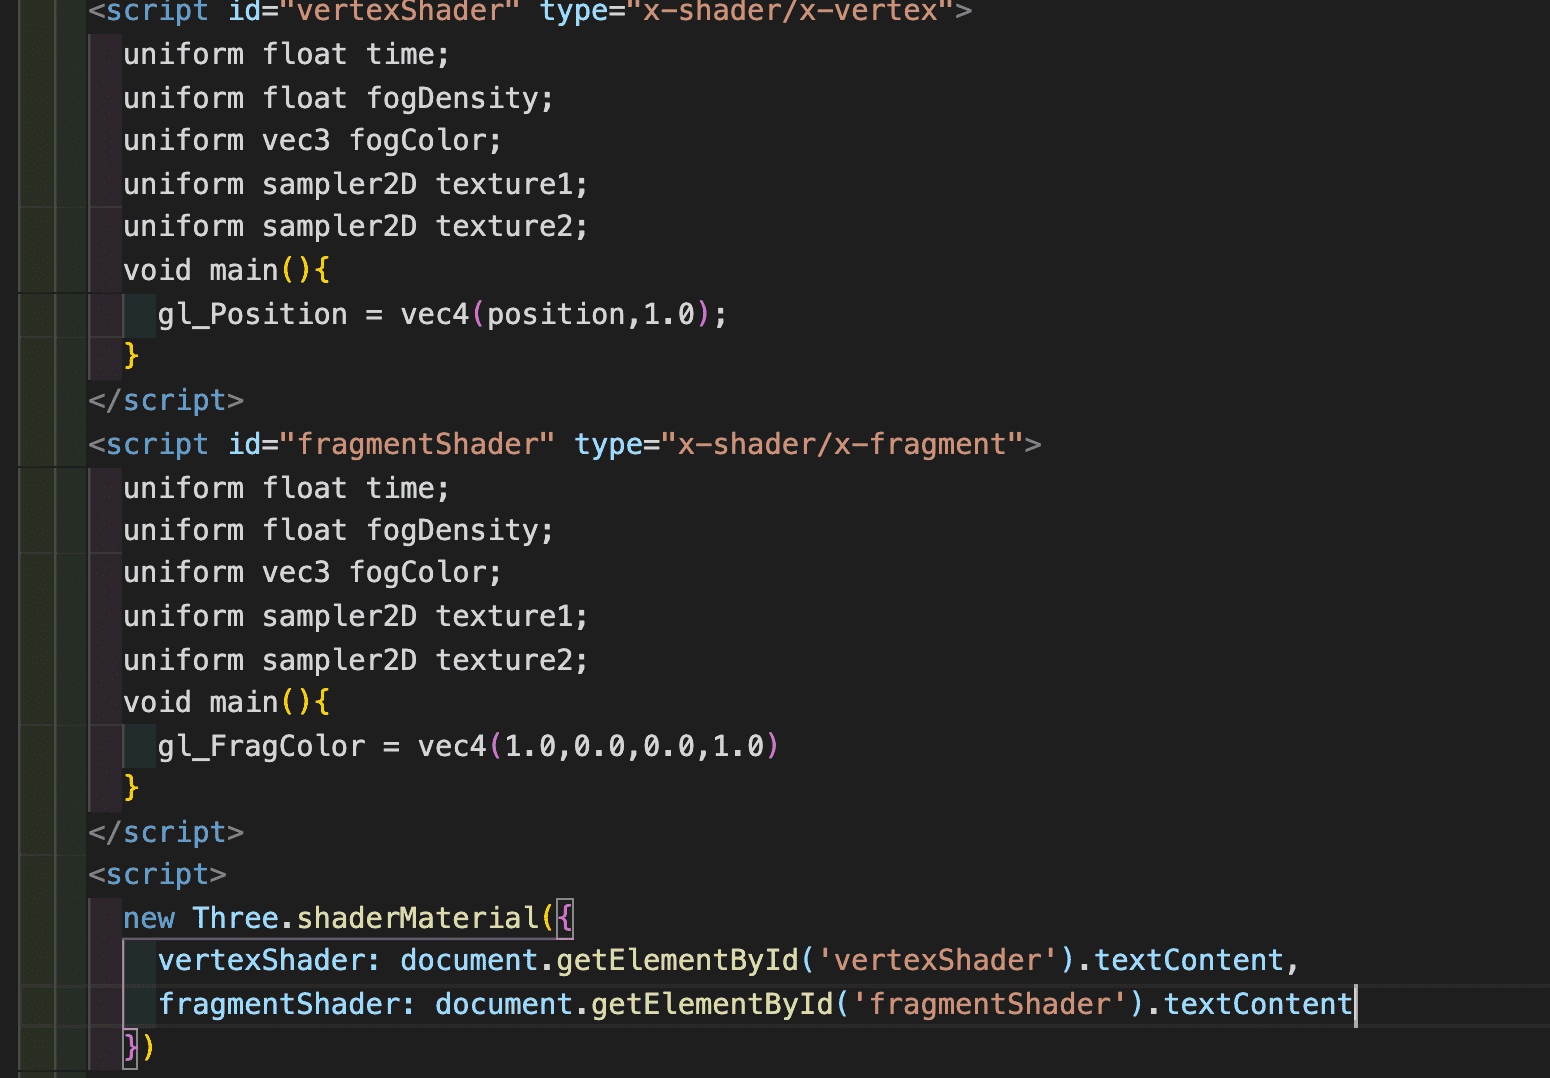 <script id="vertexShader" type="x-shader/x-vertex">
uniform float time;
uniform float fogDensity;
uniform vec3 fogColor;
uniform sampler2D texture1;
uniform sampler2D texture2;
void main(){
gl_Position = vec4(position,1.0);
}
</script>
<script id="fragmentShader" type="x-shader/x-fragment">
uniform float time;
uniform float fogDensity;
uniform vec3 fogColor;
uniform sampler2D texture1;
uniform sampler2D texture2;
void main(){
gl_FragColor = vec4(1.0,0.0,0.0,1.0)
}
</script>
<script>
new Three.shaderMaterial({
vertexShader: document.getElementById('vertexShader').textContent,
fragmentShader: document.getElementById('fragmentShader').textContent
})